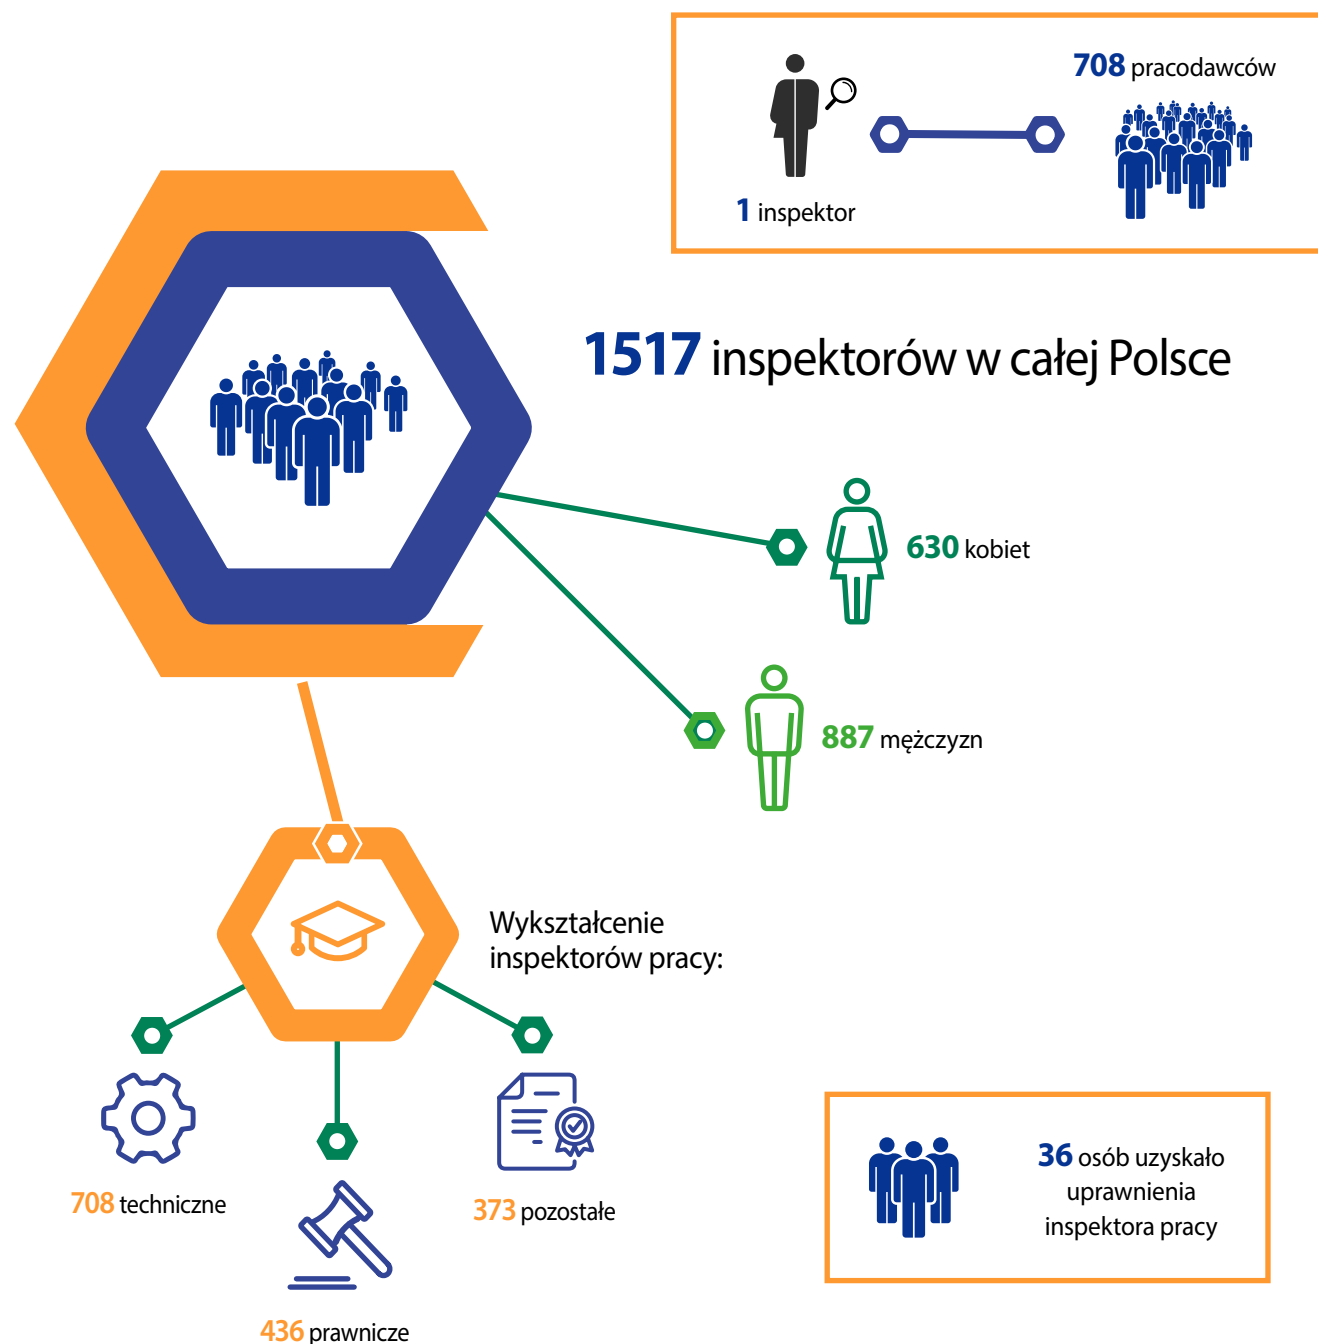 708 pracodawców
1 inspektor
1517 inspektorów w całej Polsce
630 kobiet
887 mężczyzn
Wykształcenie
inspektorów pracy:
708 techniczne
373 pozostałe
436 prawnicze
36 osób uzyskało
uprawnienia
inspektora pracy